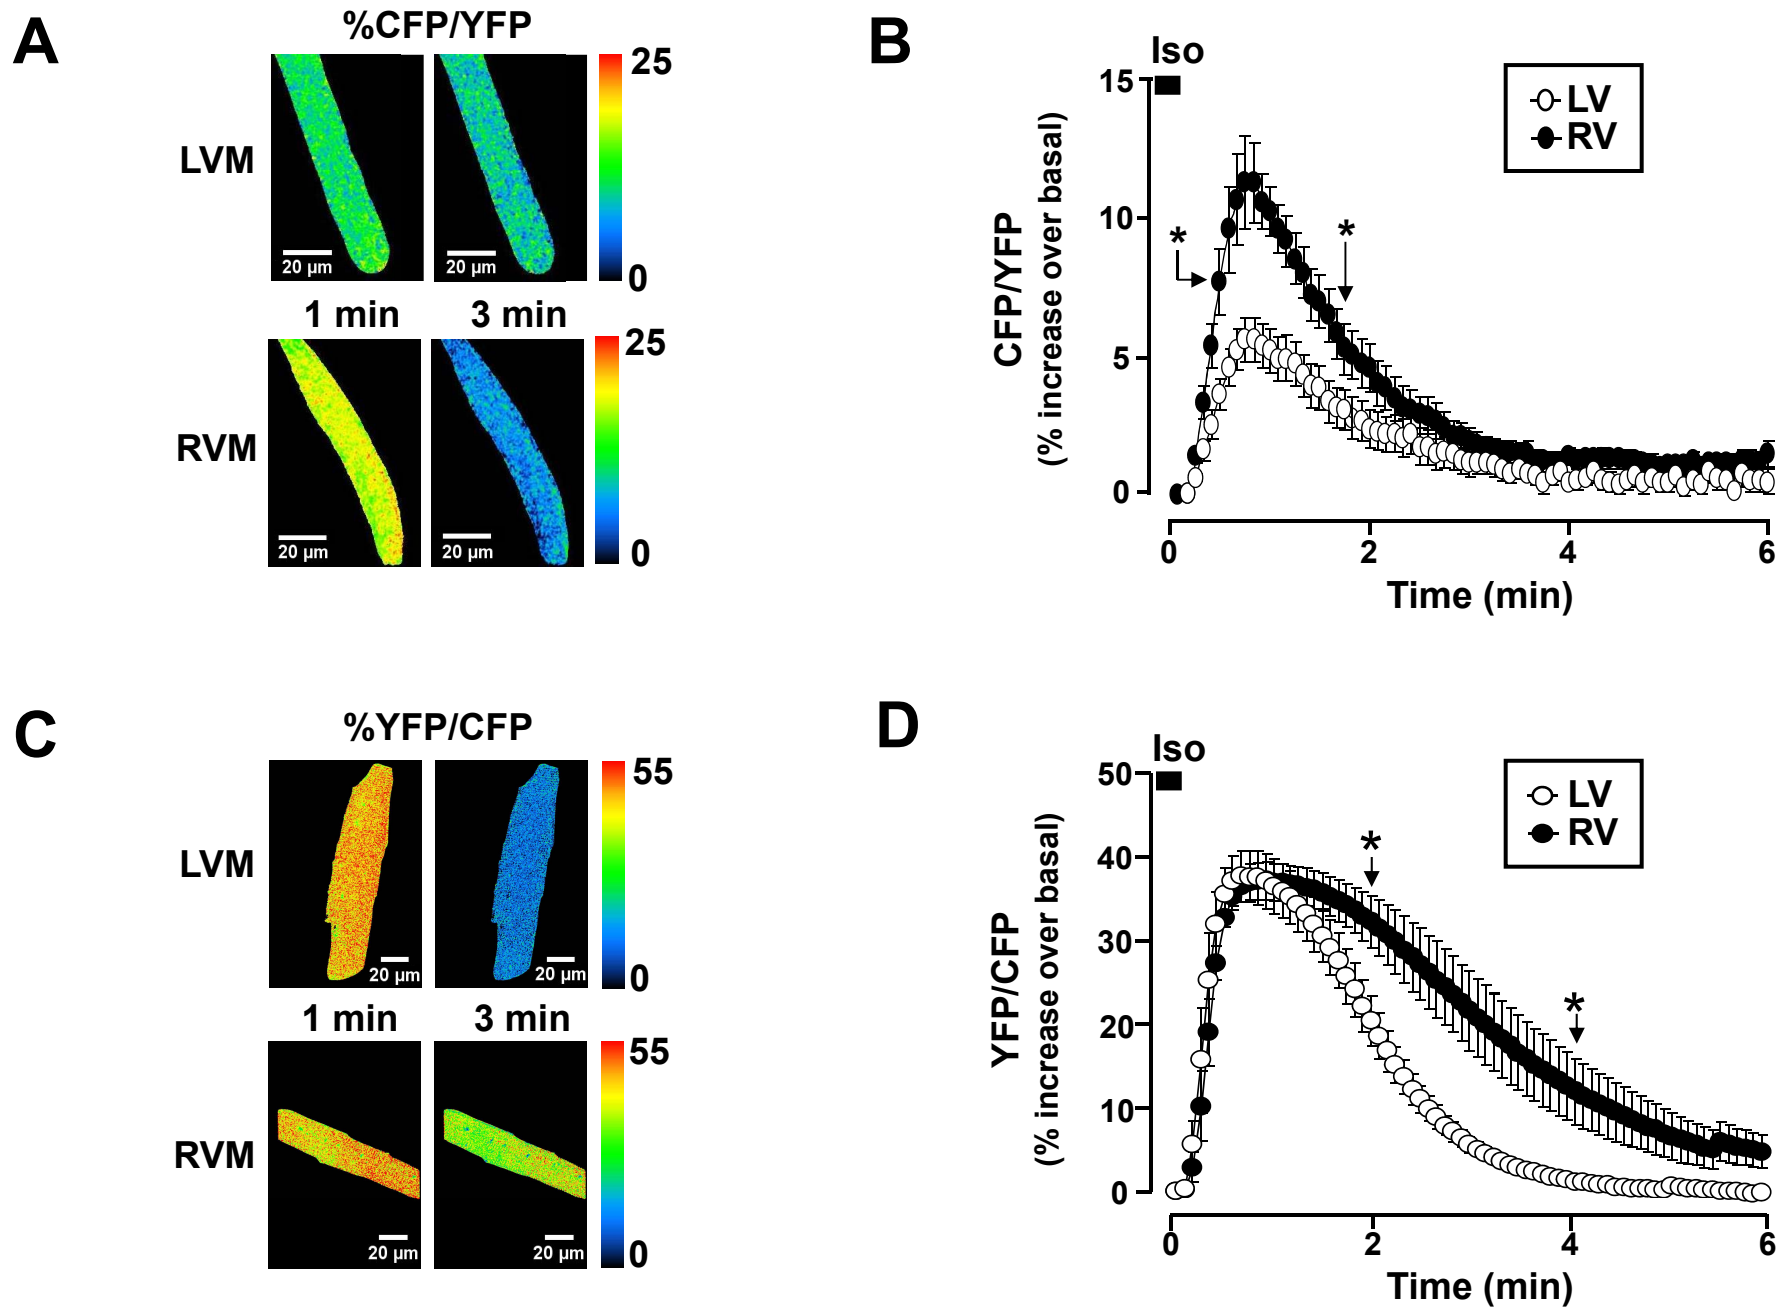 A
%CFP/YFP
LVM
25
0
20 µm
20 µm
1 min
3 min
RVM
25
0
20 µm
20 µm
B
Iso
LV
RV
CFP/YFP
(% increase over basal)
15
10
5
0
*
*
0
2
4
6
Time (min)
C
%YFP/CFP
LVM
55
0
20 µm
20 µm
1 min
3 min
RVM
55
0
20 µm
20 µm
D
Iso
LV
RV
YFP/CFP
(% increase over basal)
50
40
30
20
10
0
*
*
0
2
4
6
Time (min)